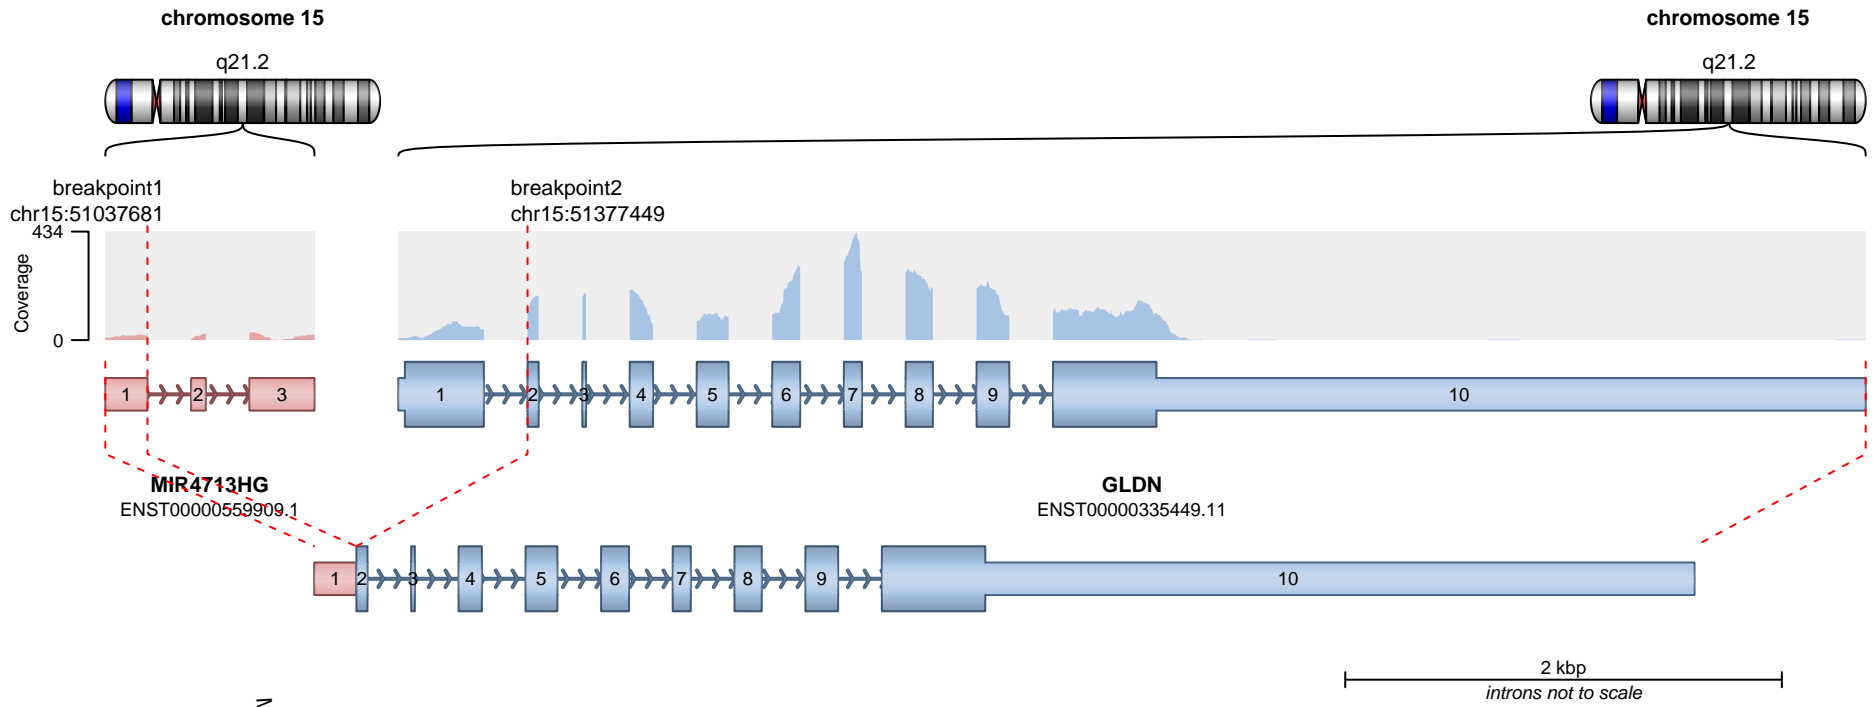 chromosome 15
chromosome 15
q21.2
q21.2
breakpoint1
chr15:51037681
breakpoint2
chr15:51377449
434
Coverage
0
1 2 3
1 2 3 4 5 6 7 8 9 10
MIR4713HG
ENST00000559909.1
GLDN
ENST00000335449.11
1 2 3 4 5 6 7 8 9 10
2 kbp
introns not to scale